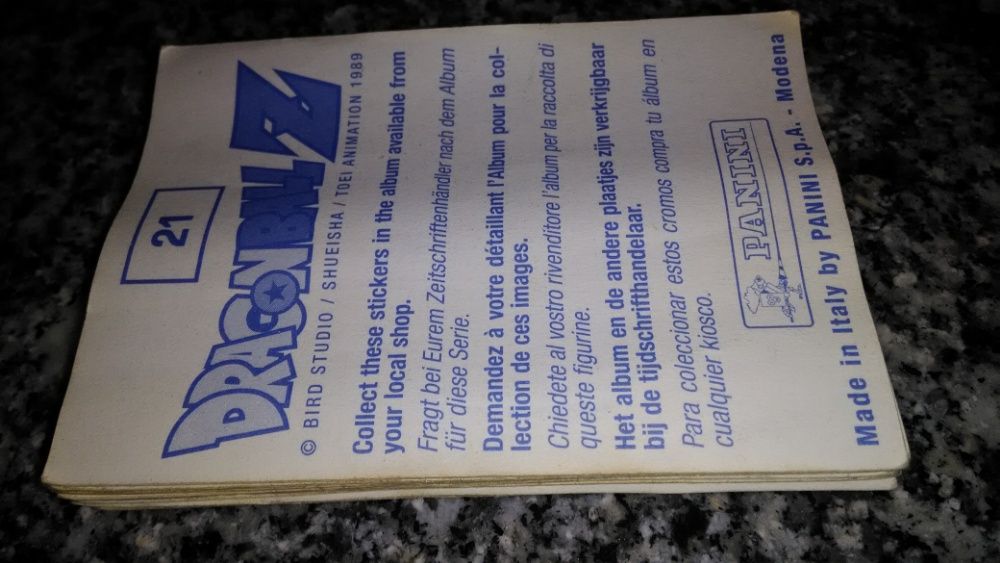 21
DRAGONBALL Z
© BIRD STUDIO / SHUEISHA / TOEI ANIMATION 1989
Collect these stickers in the album available from
your local shop.
Fragt bei Eurem Zeitschriftenhändler nach dem Album
für diese Serie.
Demandez à votre détaillant l'Album pour la col-
lection de ces images.
Chiedete al vostro rivenditore l'album per la raccolta di
queste figurine.
Het album en de andere plaatjes zijn verkrijgbaar
bij de tijdschrifthandelaar.
Para coleccionar estos cromos compra tu álbum en
cualquier kiosco.
PANINI
Made in Italy by PANINI S.p.A. - Modena